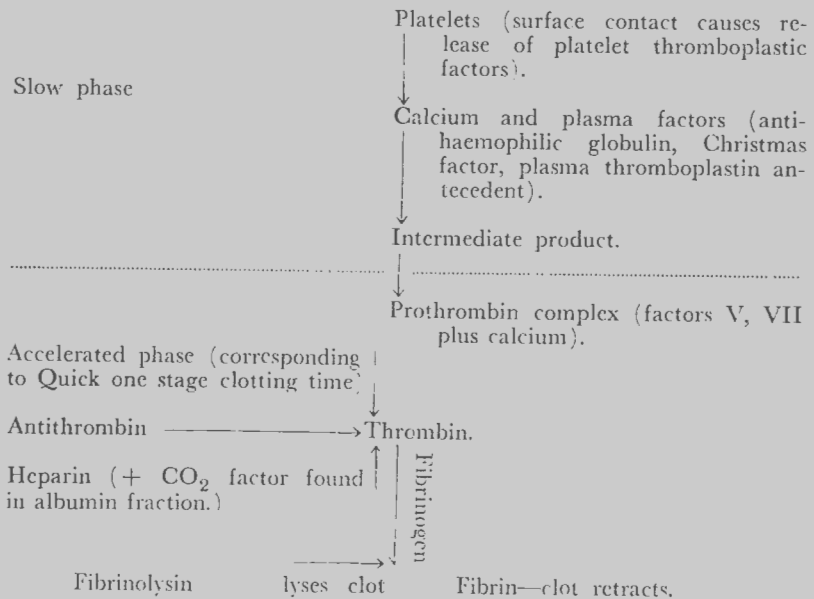 Platelets (surface contact causes re-
lease of platelet thromboplastic
factors).
Slow phase
Calcium and plasma factors (anti-
haemophilic globulin, Christmas
factor, plasma thromboplastin an-
tecedent).
Intermediate product.
Prothrombin complex (factors V, VII
plus calcium).
Accelerated phase (corresponding
to Quick one stage clotting time)
Antithrombin
Thrombin.
Heparin (+ CO₂ factor found
in albumin fraction.)
Fibrinogen
Fibrinolysin lyses clot Fibrin—clot retracts.